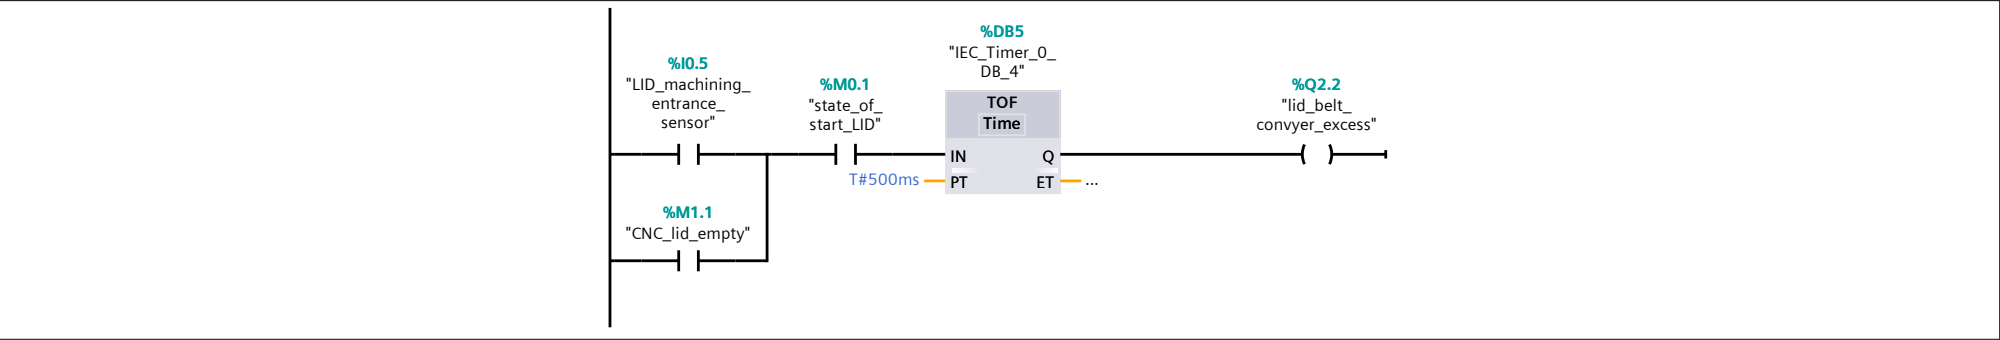 %DB5
"IEC_Timer_0_
DB_4"
%I0.5
"LID_machining_
entrance_
sensor"
%M0.1
"state_of_
start_LID"
TOF
Time
%Q2.2
"lid_belt_
convyer_excess"
IN
Q
T#500ms
PT
ET
...
%M1.1
"CNC_lid_empty"